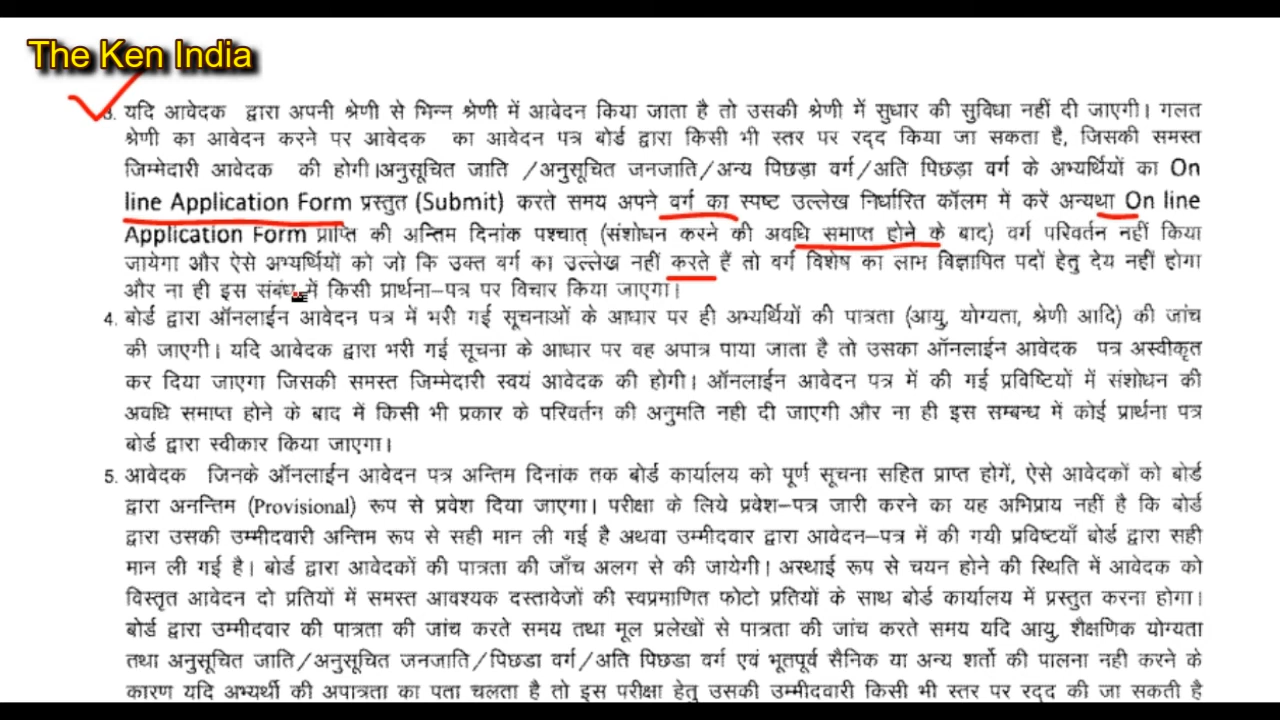 The Ken India
3. यदि आवेदक द्वारा अपनी श्रेणी से भिन्न श्रेणी में आवेदन किया जाता है तो उसकी श्रेणी में सुधार की सुविधा नहीं दी जाएगी। गलत
श्रेणी का आवेदन करने पर आवेदक का आवेदन पत्र बोर्ड द्वारा किसी भी स्तर पर रद्द किया जा सकता है, जिसकी समस्त
जिम्मेदारी आवेदक की होगी।अनुसूचित जाति /अनुसूचित जनजाति/अन्य पिछड़ा वर्ग/अति पिछड़ा वर्ग के अभ्यर्थियों का On
line Application Form प्रस्तुत (Submit) करते समय अपने वर्ग का स्पष्ट उल्लेख निर्धारित कॉलम में करें अन्यथा On line
Application Form प्राप्ति की अन्तिम दिनांक पश्चात् (संशोधन करने की अवधि समाप्त होने के बाद) वर्ग परिवर्तन नहीं किया
जायेगा और ऐसे अभ्यर्थियों को जो कि उक्त वर्ग का उल्लेख नहीं करते हैं तो वर्ग विशेष का लाभ विज्ञापित पदों हेतु देय नहीं होगा
और ना ही इस संबंध में किसी प्रार्थना-पत्र पर विचार किया जाएगा।
4. बोर्ड द्वारा ऑनलाईन आवेदन पत्र में भरी गई सूचनाओं के आधार पर ही अभ्यर्थियों की पात्रता (आयु, योग्यता, श्रेणी आदि) की जांच
की जाएगी। यदि आवेदक द्वारा भरी गई सूचना के आधार पर वह अपात्र पाया जाता है तो उसका ऑनलाईन आवेदक पत्र अस्वीकृत
कर दिया जाएगा जिसकी समस्त जिम्मेदारी स्वयं आवेदक की होगी। ऑनलाईन आवेदन पत्र में की गई प्रविष्टियों में संशोधन की
अवधि समाप्त होने के बाद में किसी भी प्रकार के परिवर्तन की अनुमति नही दी जाएगी और ना ही इस सम्बन्ध में कोई प्रार्थना पत्र
बोर्ड द्वारा स्वीकार किया जाएगा।
5. आवेदक जिनके ऑनलाईन आवेदन पत्र अन्तिम दिनांक तक बोर्ड कार्यालय को पूर्ण सूचना सहित प्राप्त होगें, ऐसे आवेदकों को बोर्ड
द्वारा अनन्तिम (Provisional) रूप से प्रवेश दिया जाएगा। परीक्षा के लिये प्रवेश-पत्र जारी करने का यह अभिप्राय नहीं है कि बोर्ड
द्वारा उसकी उम्मीदवारी अन्तिम रूप से सही मान ली गई है अथवा उम्मीदवार द्वारा आवेदन-पत्र में की गयी प्रविष्टयाँ बोर्ड द्वारा सही
मान ली गई है। बोर्ड द्वारा आवेदकों की पात्रता की जाँच अलग से की जायेगी। अस्थाई रूप से चयन होने की स्थिति में आवेदक को
विस्तृत आवेदन दो प्रतियों में समस्त आवश्यक दस्तावेजों की स्वप्रमाणित फोटो प्रतियों के साथ बोर्ड कार्यालय में प्रस्तुत करना होगा।
बोर्ड द्वारा उम्मीदवार की पात्रता की जांच करते समय तथा मूल प्रलेखों से पात्रता की जांच करते समय यदि आयु, शैक्षणिक योग्यता
तथा अनुसूचित जाति/अनुसूचित जनजाति/पिछडा वर्ग/अति पिछडा वर्ग एवं भूतपूर्व सैनिक या अन्य शर्तो की पालना नही करने के
कारण यदि अभ्यर्थी की अपात्रता का पता चलता है तो इस परीक्षा हेतु उसकी उम्मीदवारी किसी भी स्तर पर रदद की जा सकती है